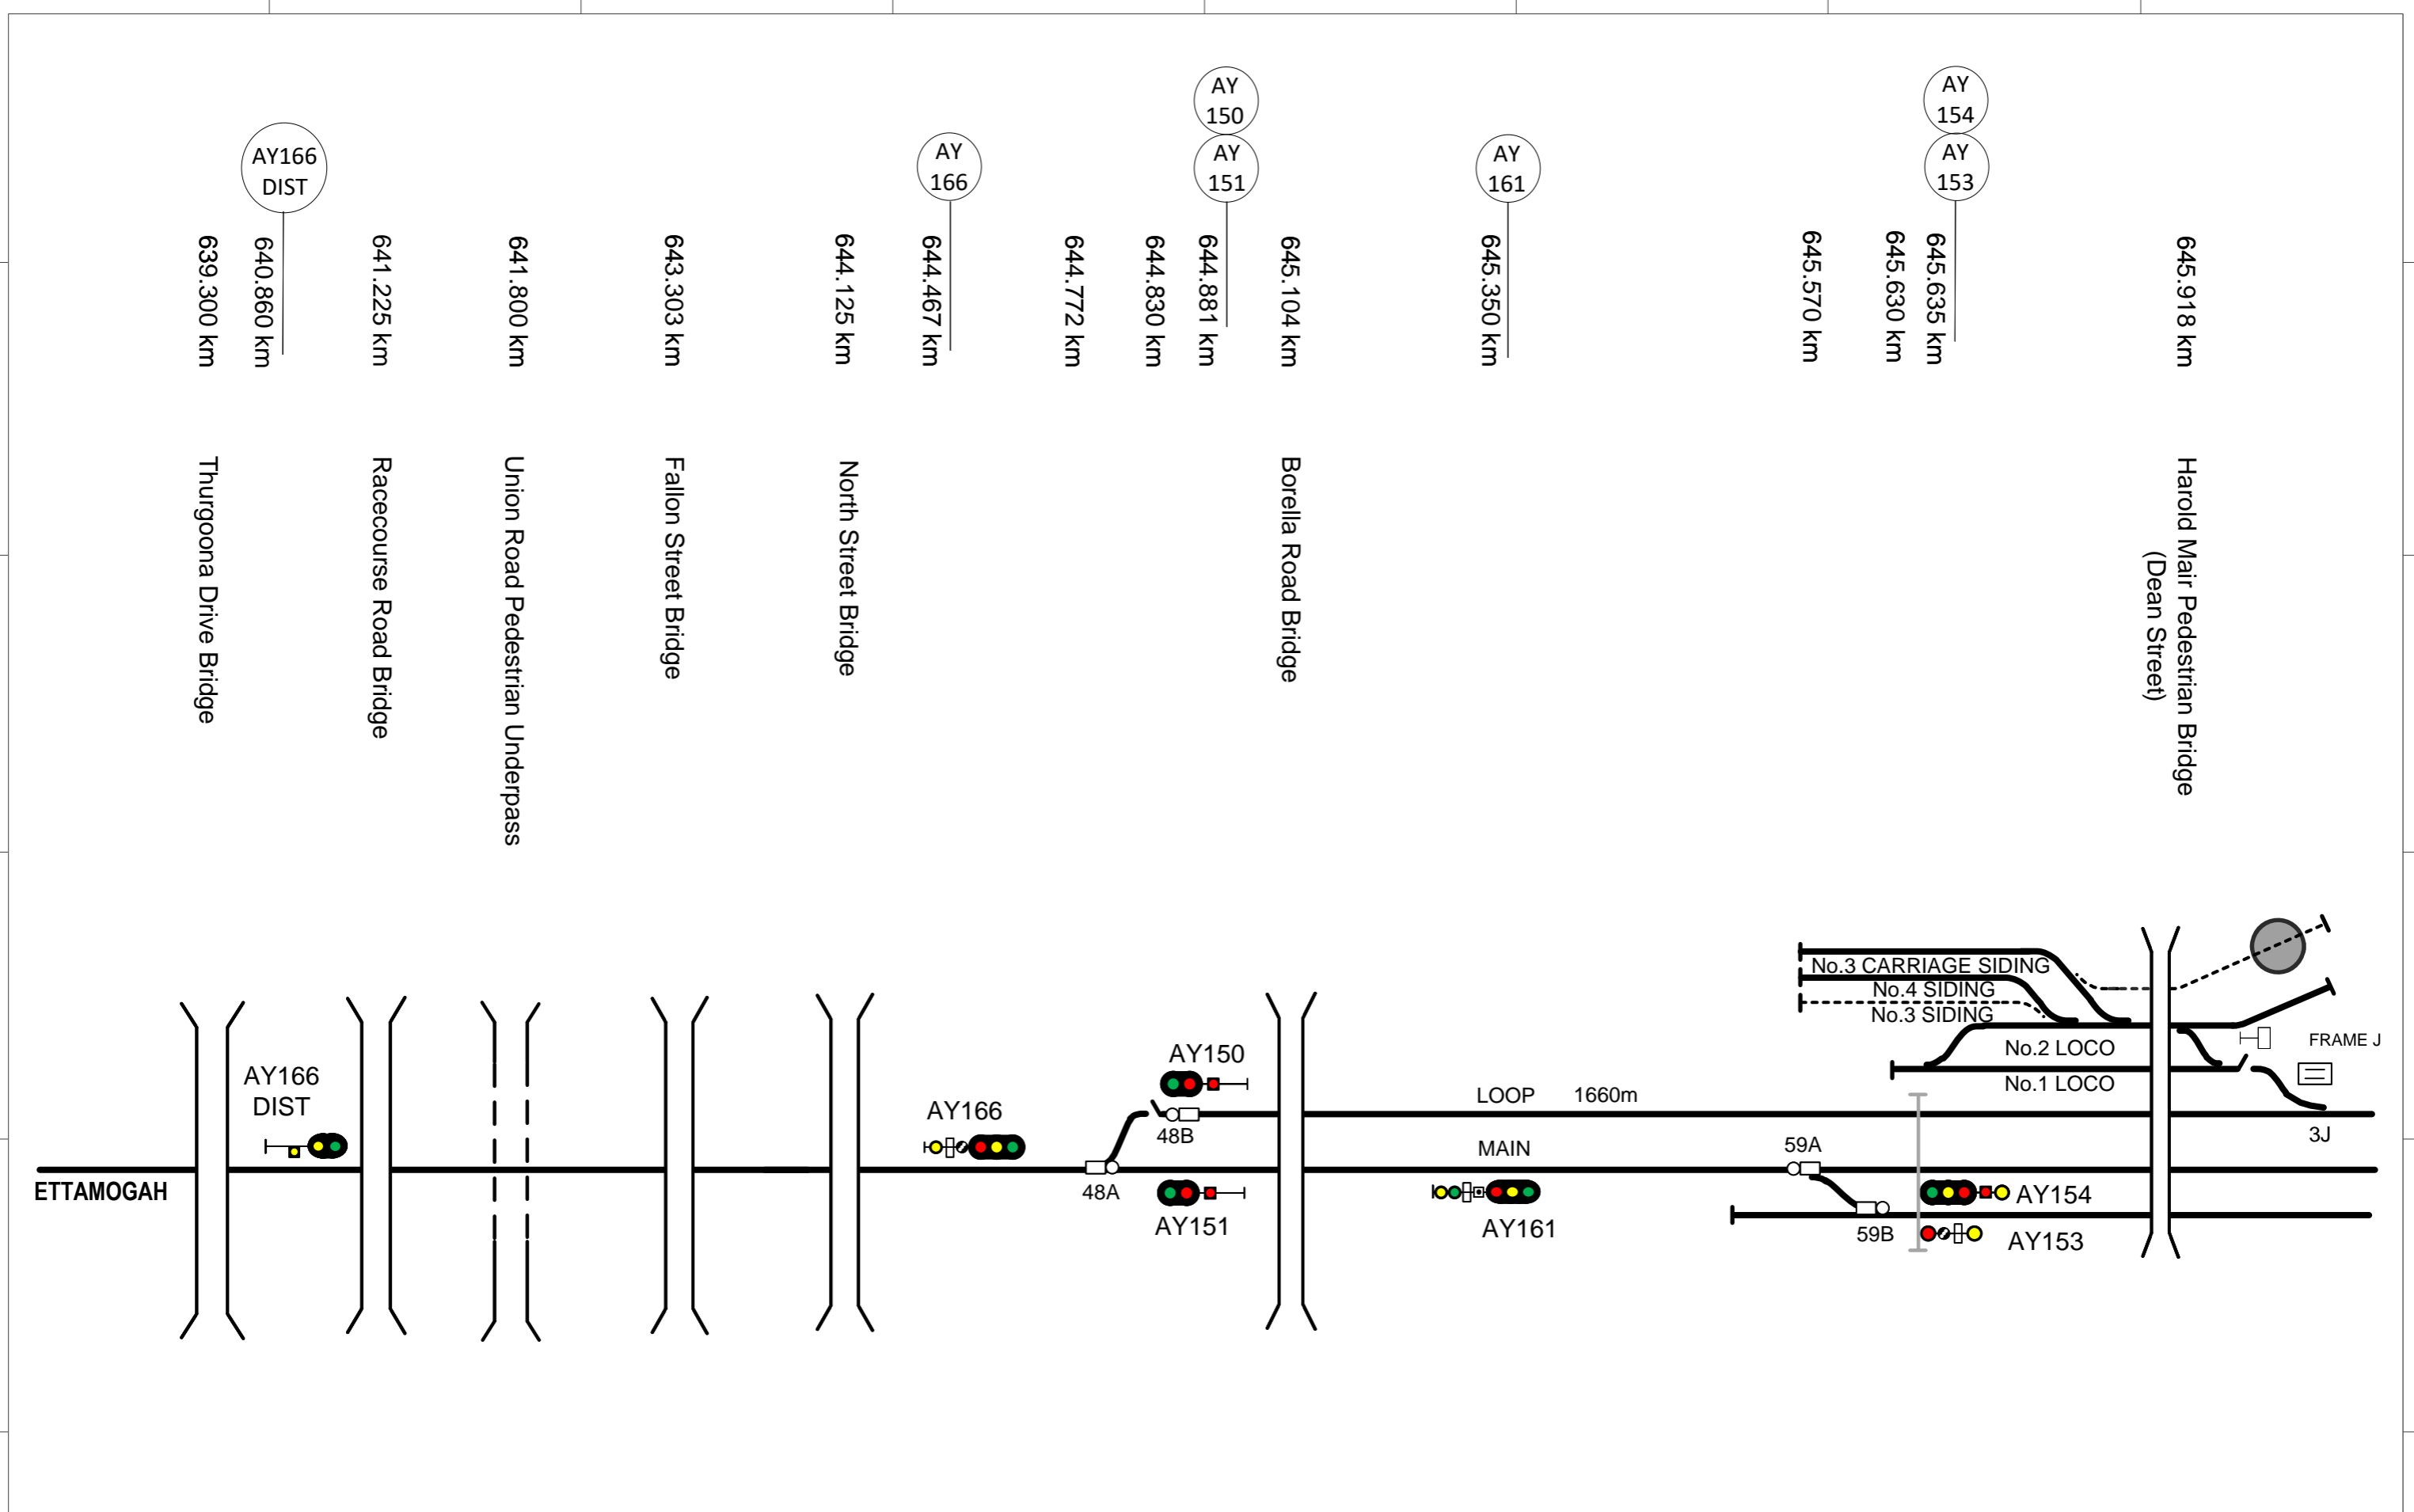 AY
150
AY
154
AY166
DIST
AY
166
AY
151
AY
161
AY
153
639.300 km
640.860 km
641.225 km
641.800 km
643.303 km
644.125 km
644.467 km
644.772 km
644.830 km
644.881 km
645.104 km
645.350 km
645.570 km
645.630 km
645.635 km
645.918 km
Thurgoona Drive Bridge
Racecourse Road Bridge
Union Road Pedestrian Underpass
Fallon Street Bridge
North Street Bridge
Borella Road Bridge
Harold Mair Pedestrian Bridge
(Dean Street)
No.3 CARRIAGE SIDING
No.4 SIDING
No.3 SIDING
No.2 LOCO
FRAME J
No.1 LOCO
AY166
DIST
AY166
AY150
LOOP 1660m
3J
48B
MAIN
59A
ETTAMOGAH
48A
AY151
AY161
AY154
59B
AY153